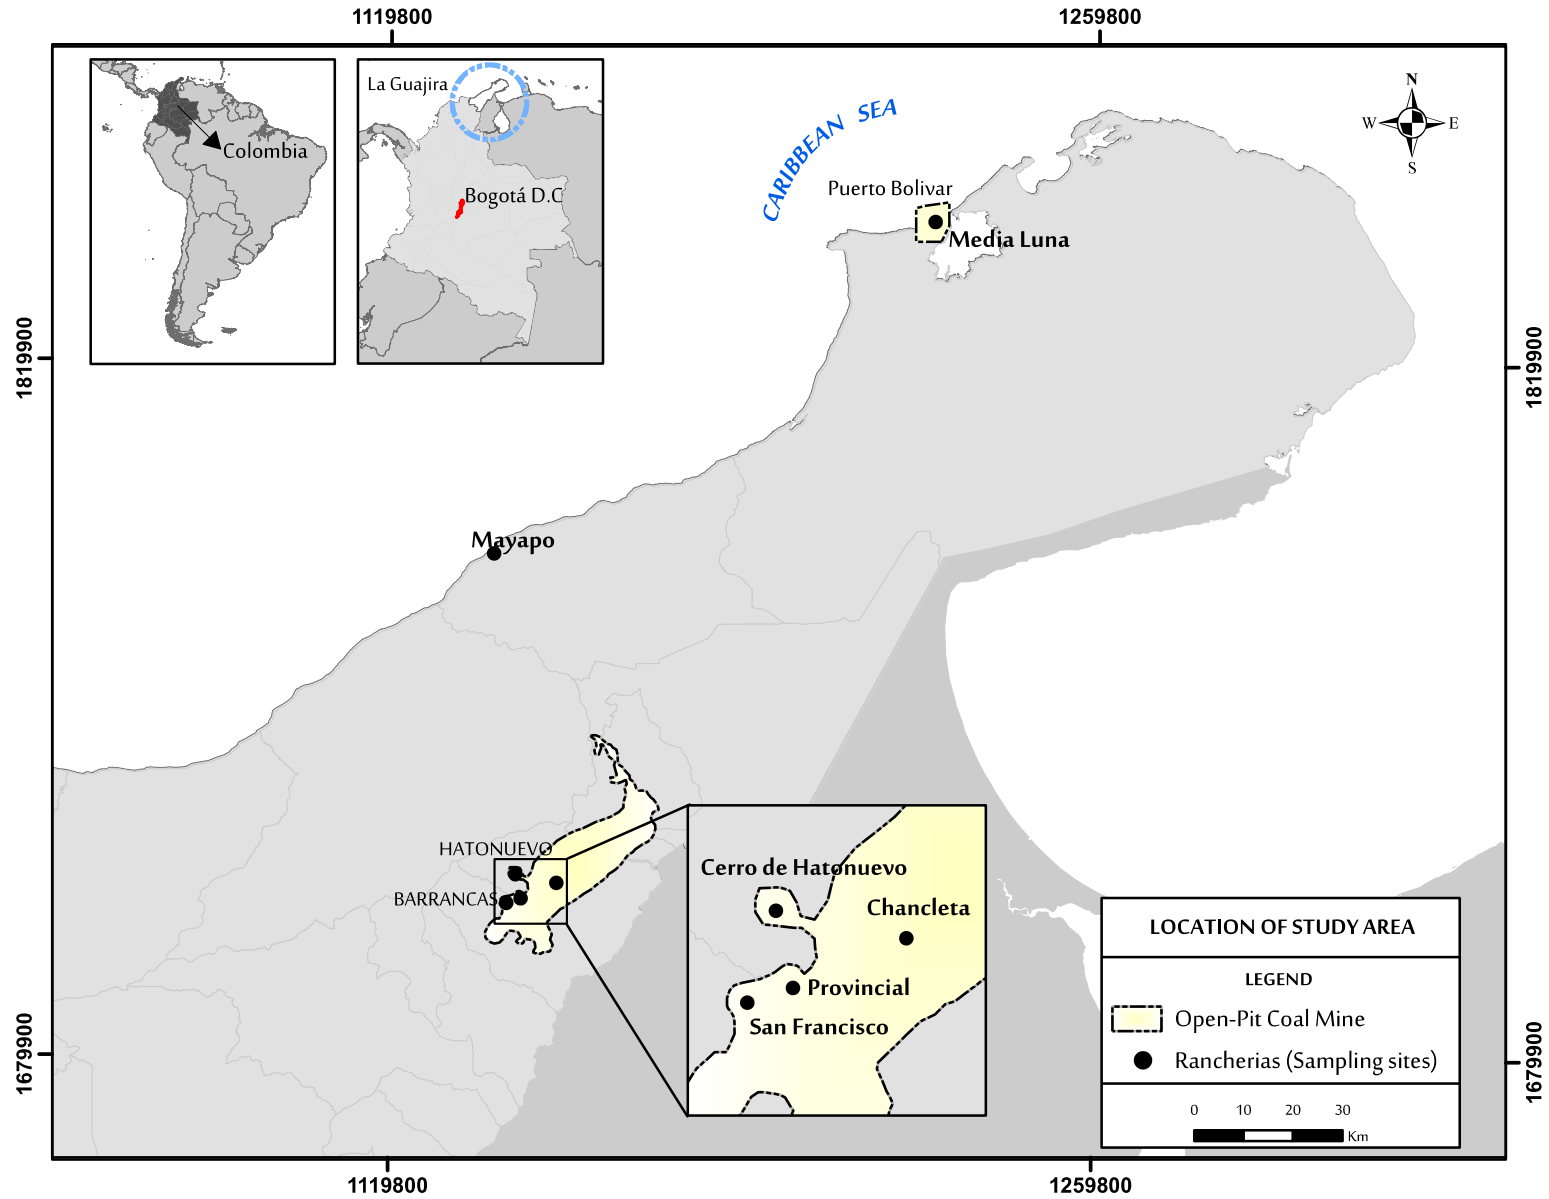 1119800
1259800
La Guajira
Colombia
Bogotá D.C
CARIBBEAN SEA
N
W
E
S
Puerto Bolivar
Media Luna
1819900
1819900
Mayapo
HATONUEVO
BARRANCAS
Cerro de Hatonuevo
Chancleta
Provincial
San Francisco
LOCATION OF STUDY AREA
LEGEND
Open-Pit Coal Mine
Rancherias (Sampling sites)
0 10 20 30
Km
1679900
1679900
1119800
1259800